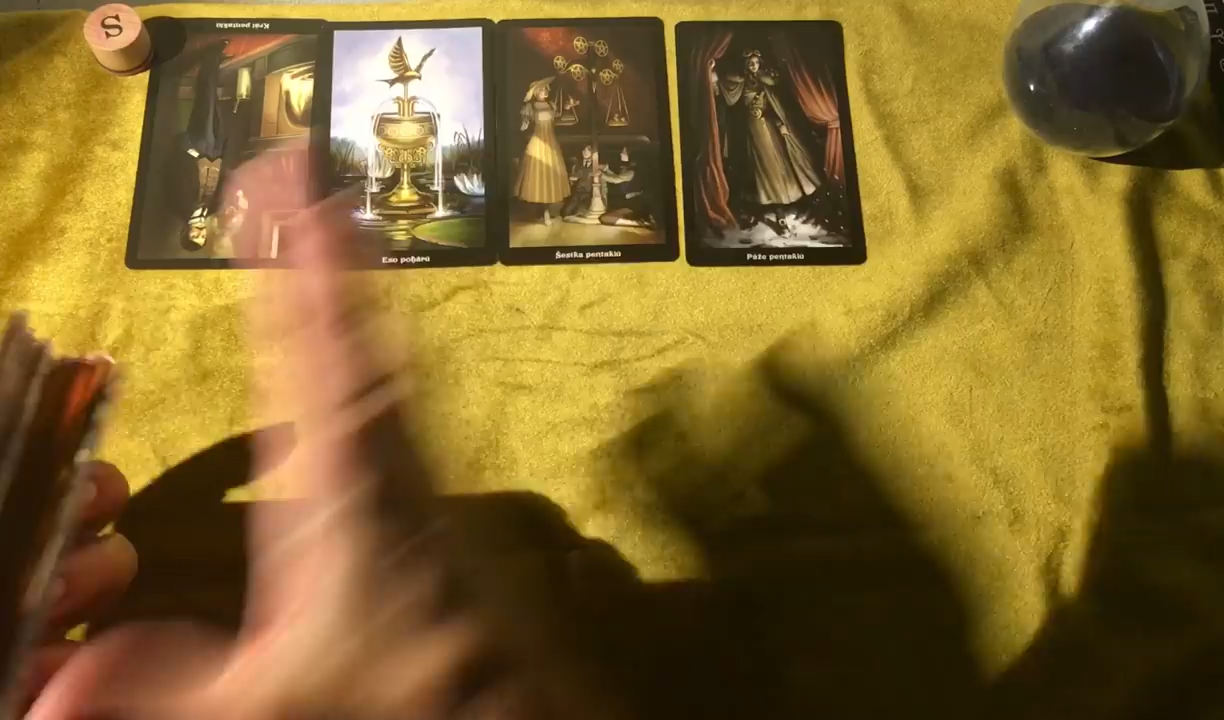 S
Král pentaklů
Eso pohárů
Šestka pentaklů
Páže pentaklů